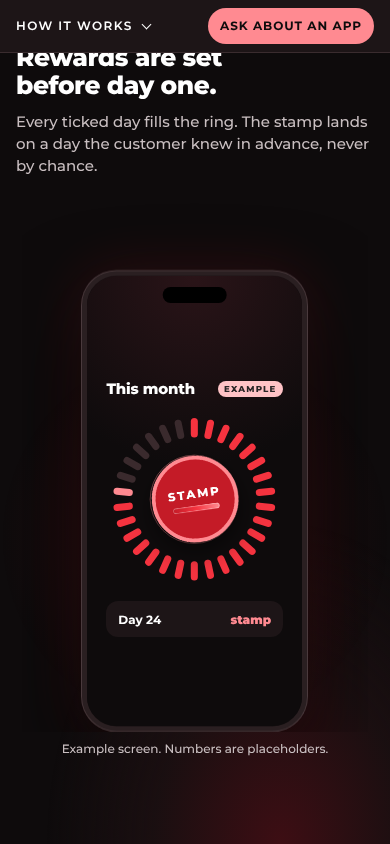 HOW IT WORKS
ASK ABOUT AN APP
Rewards are set
before day one.
Every ticked day fills the ring. The stamp lands
on a day the customer knew in advance, never
by chance.
This month
EXAMPLE
STAMP
Day 24
stamp
Example screen. Numbers are placeholders.